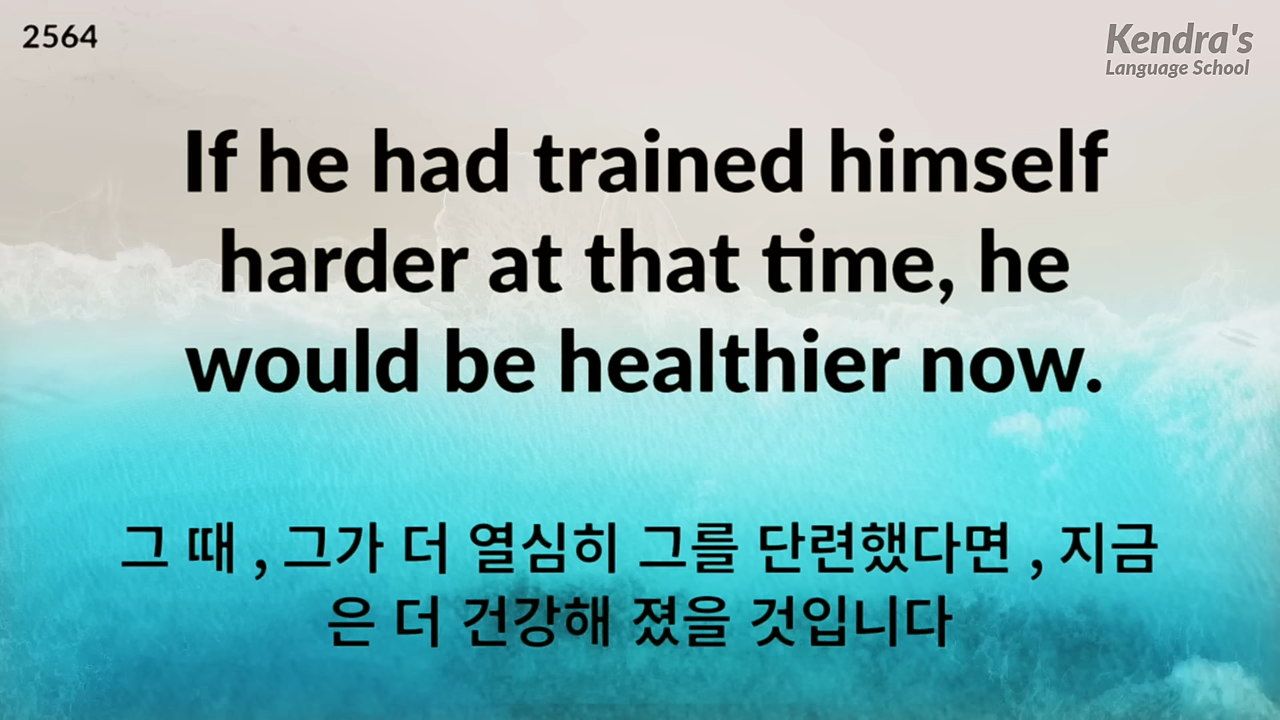 2564
Kendra's
Language School
If he had trained himself
harder at that time, he
would be healthier now.
그 때 , 그가 더 열심히 그를 단련했다면 , 지금
은 더 건강해 졌을 것입니다